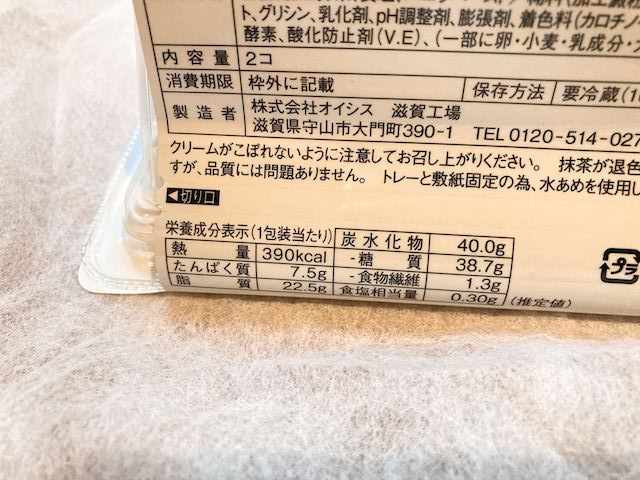 ト、グリシン、乳化剤、pH調整剤、膨張剤、着色料(カロチノ
酵素、酸化防止剤(V.E)、(一部に卵・小麦・乳成分・
内容量 2コ
消費期限 枠外に記載 保存方法 要冷蔵(10
製造者 株式会社オイシス 滋賀工場
滋賀県守山市大門町390-1 TEL 0120-514-027
クリームがこぼれないように注意してお召し上がりください。 抹茶が退色
すが、品質には問題ありません。 トレーと敷紙固定の為、水あめを使用し
◀切り口
栄養成分表示(1包装当たり) 炭水化物 40.0g
熱量 390kcal -糖質 38.7g
たんぱく質 7.5g -食物繊維 1.3g
脂質 22.5g 食塩相当量 0.30g (推定値)
プラ